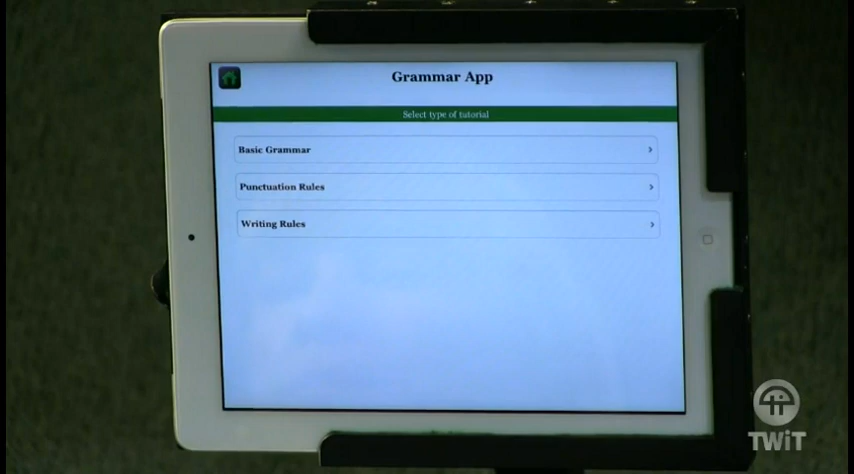 Grammar App
Select type of tutorial
Basic Grammar
Punctuation Rules
Writing Rules
TWiT